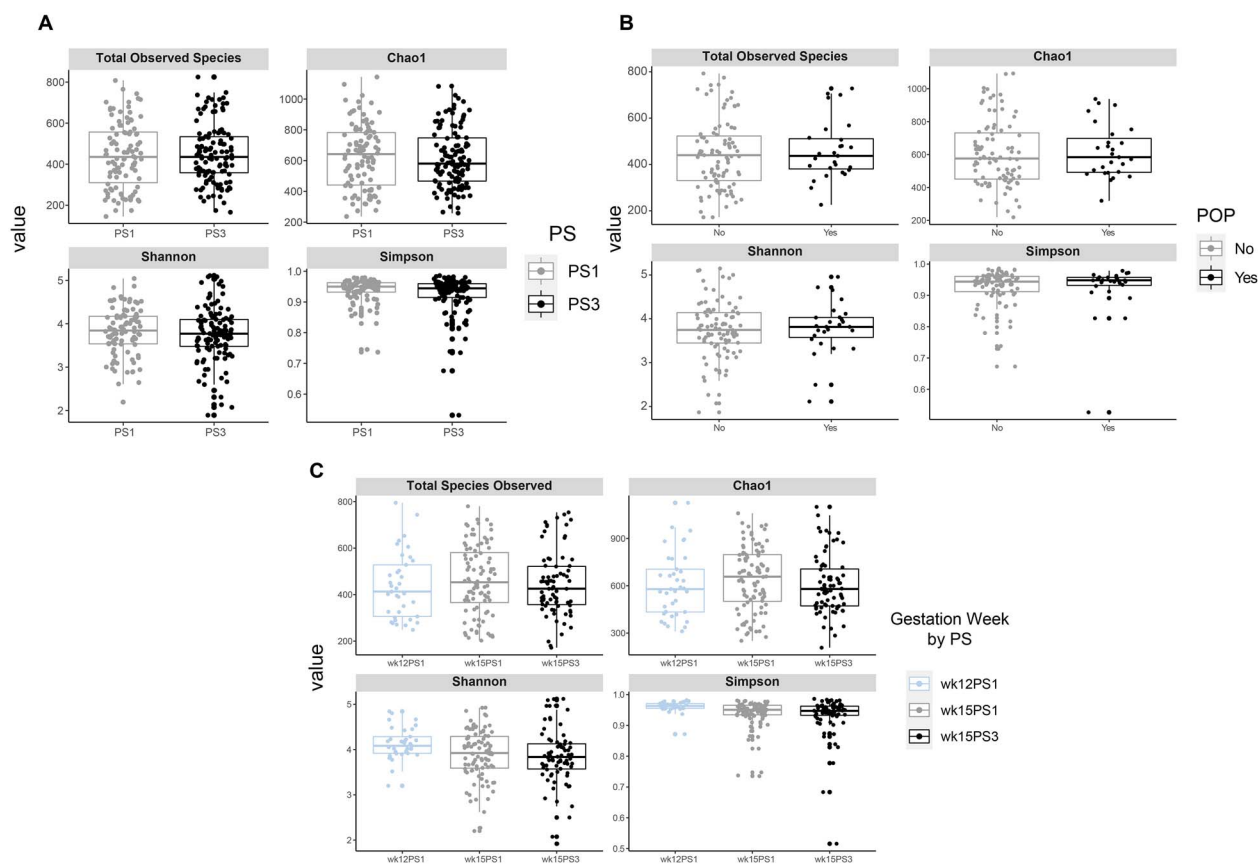 A
Total Observed Species
Chao1
800
600
400
200
1000
800
600
400
200
PS1
PS3
PS1
PS3
value
Shannon
Simpson
5
4
3
2
1.0
0.9
0.8
0.7
0.6
PS1
PS3
PS1
PS3
PS
PS1
PS3
B
Total Observed Species
Chao1
800
600
400
200
1000
800
600
400
200
No
Yes
No
Yes
value
Shannon
Simpson
5
4
3
2
1.0
0.9
0.8
0.7
0.6
No
Yes
No
Yes
POP
No
Yes
C
Total Species Observed
Chao1
800
600
400
200
900
600
300
wk12PS1
wk15PS1
wk15PS3
wk12PS1
wk15PS1
wk15PS3
value
Shannon
Simpson
5
4
3
2
1.0
0.9
0.8
0.7
0.6
0.5
wk12PS1
wk15PS1
wk15PS3
wk12PS1
wk15PS1
wk15PS3
Gestation Week
by PS
wk12PS1
wk15PS1
wk15PS3